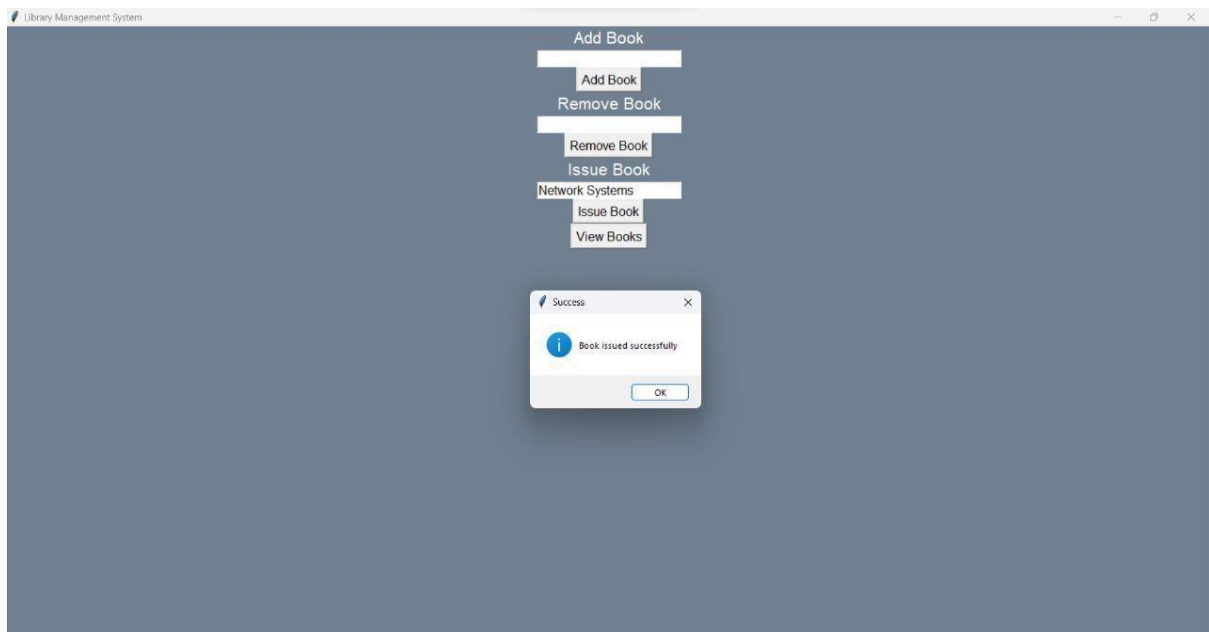 Library Management System
Add Book
Add Book
Remove Book
Remove Book
Issue Book
Network Systems
Issue Book
View Books
Success
Book issued successfully
OK